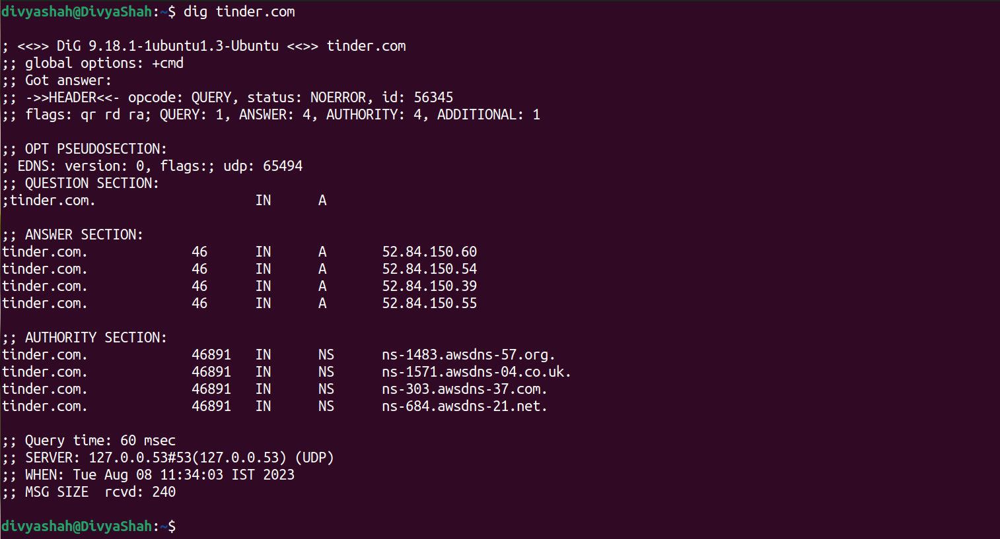 divyashah@DivyaShah:~$ dig tinder.com
; <<>> DiG 9.18.1-1ubuntu1.3-Ubuntu <<>> tinder.com
;; global options: +cmd
;; Got answer:
;; ->>HEADER<<- opcode: QUERY, status: NOERROR, id: 56345
;; flags: qr rd ra; QUERY: 1, ANSWER: 4, AUTHORITY: 4, ADDITIONAL: 1
;; OPT PSEUDOSECTION:
; EDNS: version: 0, flags:; udp: 65494
;; QUESTION SECTION:
;tinder.com. IN A
;; ANSWER SECTION:
tinder.com. 46 IN A 52.84.150.60
tinder.com. 46 IN A 52.84.150.54
tinder.com. 46 IN A 52.84.150.39
tinder.com. 46 IN A 52.84.150.55
;; AUTHORITY SECTION:
tinder.com. 46891 IN NS ns-1483.awsdns-57.org.
tinder.com. 46891 IN NS ns-1571.awsdns-04.co.uk.
tinder.com. 46891 IN NS ns-303.awsdns-37.com.
tinder.com. 46891 IN NS ns-684.awsdns-21.net.
;; Query time: 60 msec
;; SERVER: 127.0.0.53#53(127.0.0.53) (UDP)
;; WHEN: Tue Aug 08 11:34:03 IST 2023
;; MSG SIZE  rcvd: 240
divyashah@DivyaShah:~$